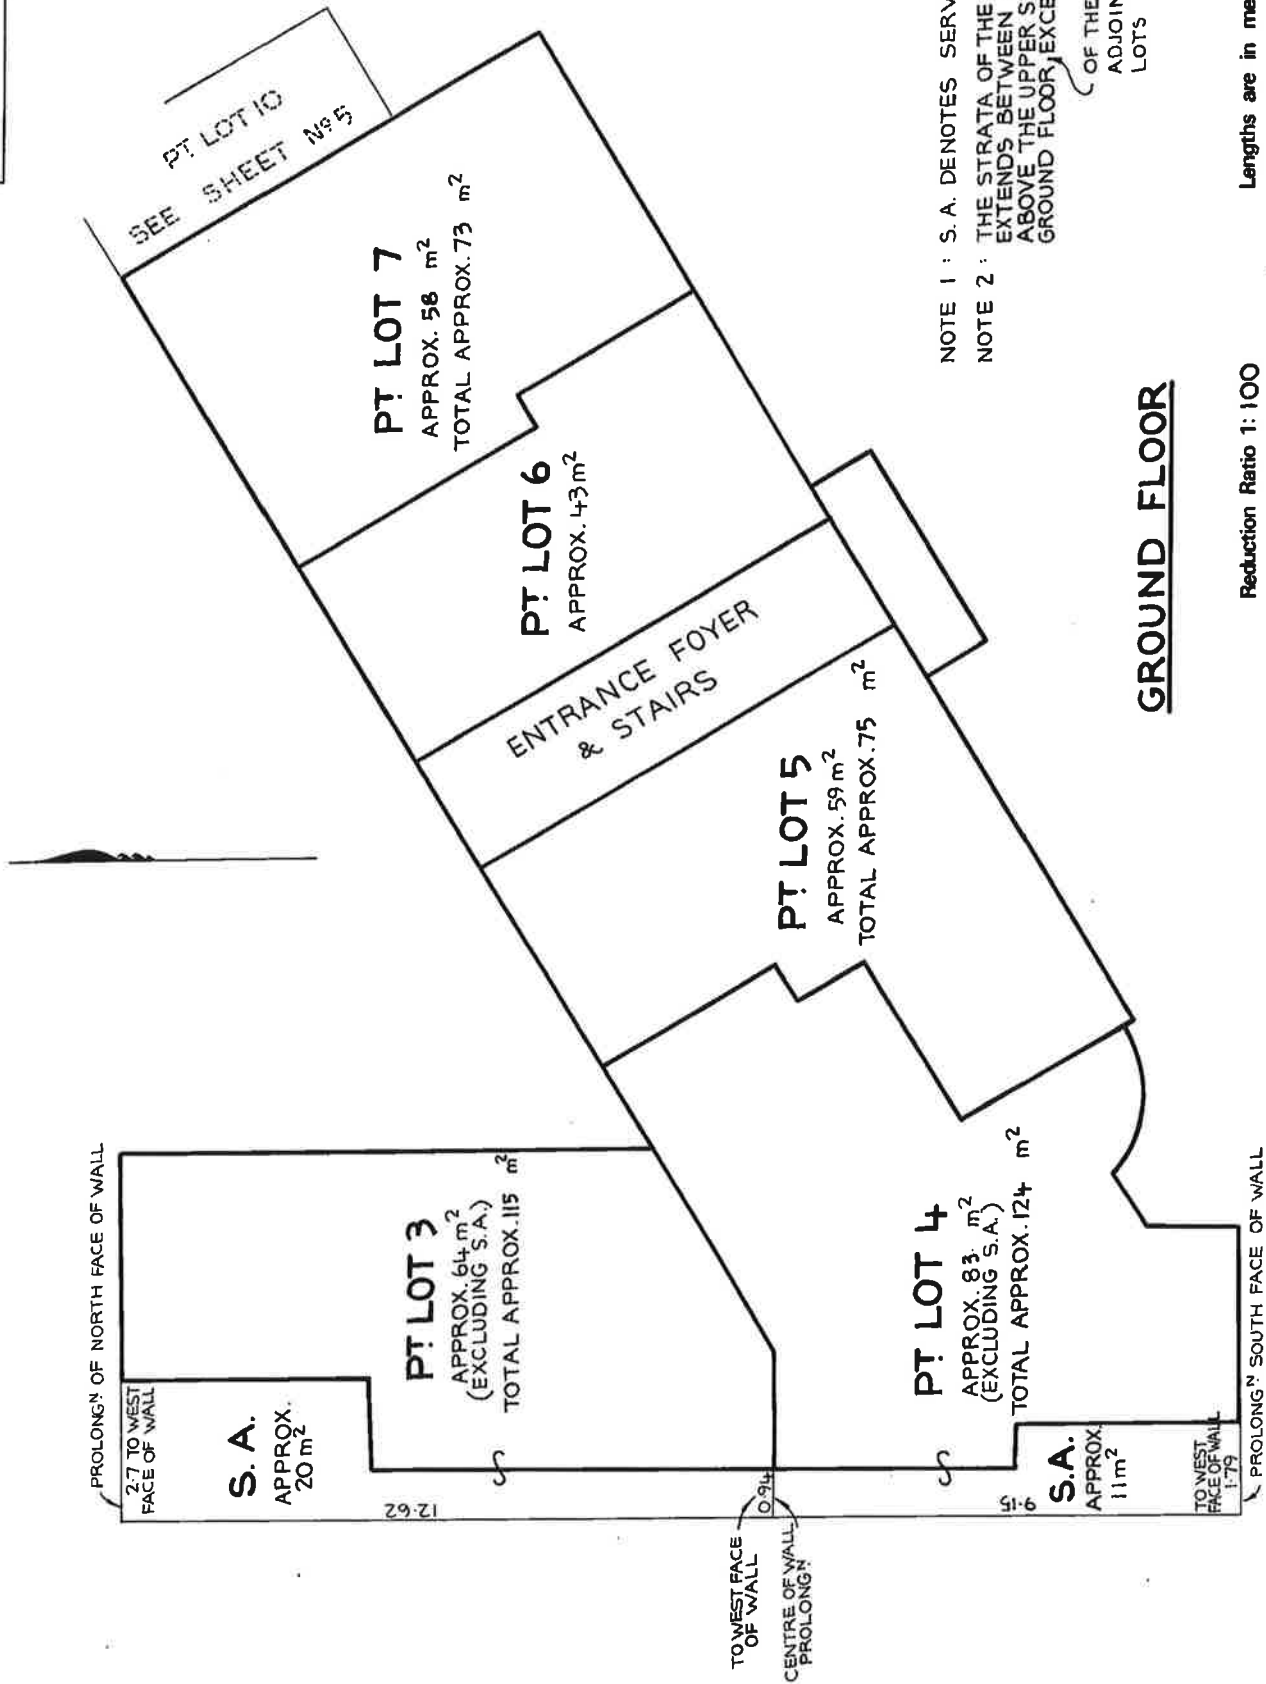 PT LOT 10
SEE SHEET Nº 5
PT LOT 7
APPROX. 58 m²
TOTAL APPROX. 73 m²
PT LOT 6
APPROX. 43 m²
ENTRANCE FOYER
& STAIRS
PT LOT 5
APPROX. 59 m²
TOTAL APPROX. 75 m²
PROLONGᴺ OF NORTH FACE OF WALL
2·7 TO WEST
FACE OF WALL
S.A.
APPROX.
20 m²
12·62
PT LOT 3
APPROX. 64 m²
(EXCLUDING S.A.)
TOTAL APPROX. 115 m²
TO WEST FACE
OF WALL
0·94
CENTRE OF WALL
PROLONGᴺ
PT LOT 4
APPROX. 83 m²
(EXCLUDING S.A.)
TOTAL APPROX. 124 m²
9·15
S.A.
APPROX.
11 m²
TO WEST
FACE OF WALL
1·79
PROLONGᴺ SOUTH FACE OF WALL
NOTE 1 : S.A. DENOTES SERV
NOTE 2 : THE STRATA OF THE
EXTENDS BETWEEN
ABOVE THE UPPER S
GROUND FLOOR, EXCE
OF THE
ADJOIN
LOTS
GROUND FLOOR
Reduction Ratio 1:100
Lengths are in me